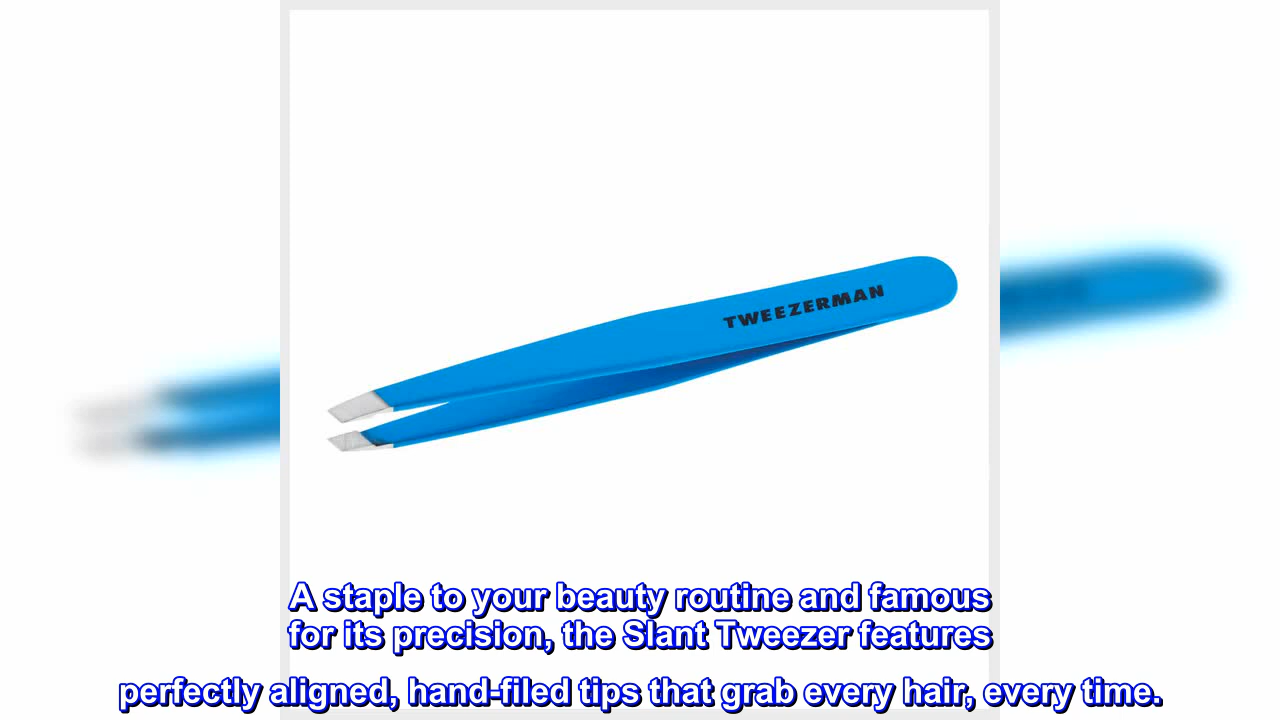 TWEEZERMAN
A staple to your beauty routine and famous
for its precision, the Slant Tweezer features
perfectly aligned, hand-filed tips that grab every hair, every time.